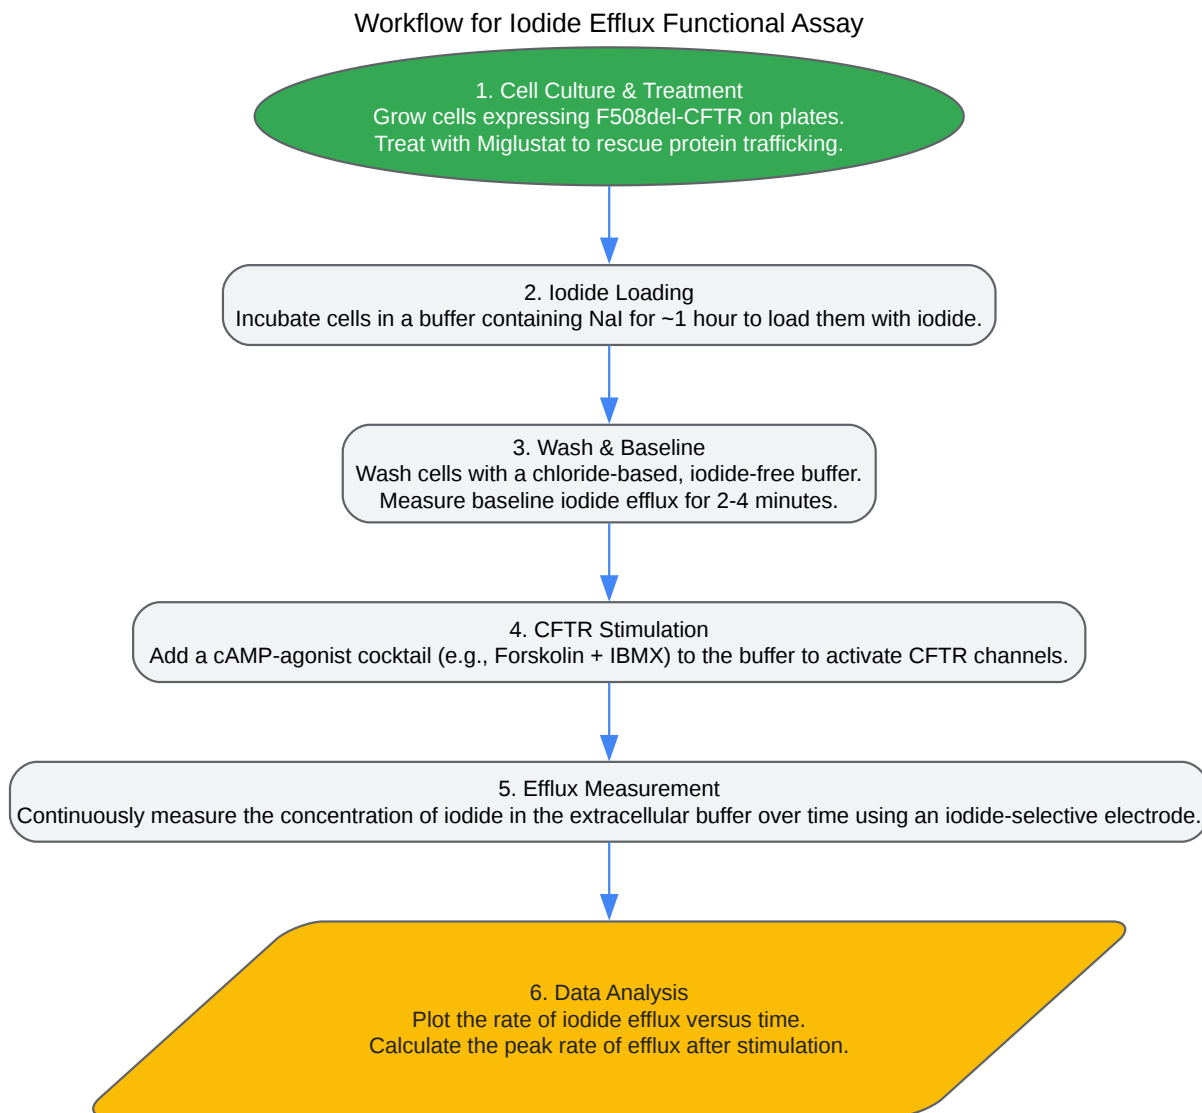 Workflow for Iodide Efflux Functional Assay
1. Cell Culture & Treatment
Grow cells expressing F508del-CFTR on plates.
Treat with Miglustat to rescue protein trafficking.
2. Iodide Loading
Incubate cells in a buffer containing NaI for ~1 hour to load them with iodide.
3. Wash & Baseline
Wash cells with a chloride-based, iodide-free buffer.
Measure baseline iodide efflux for 2-4 minutes.
4. CFTR Stimulation
Add a cAMP-agonist cocktail (e.g., Forskolin + IBMX) to the buffer to activate CFTR channels.
5. Efflux Measurement
Continuously measure the concentration of iodide in the extracellular buffer over time using an iodide-selective electrode.
6. Data Analysis
Plot the rate of iodide efflux versus time.
Calculate the peak rate of efflux after stimulation.